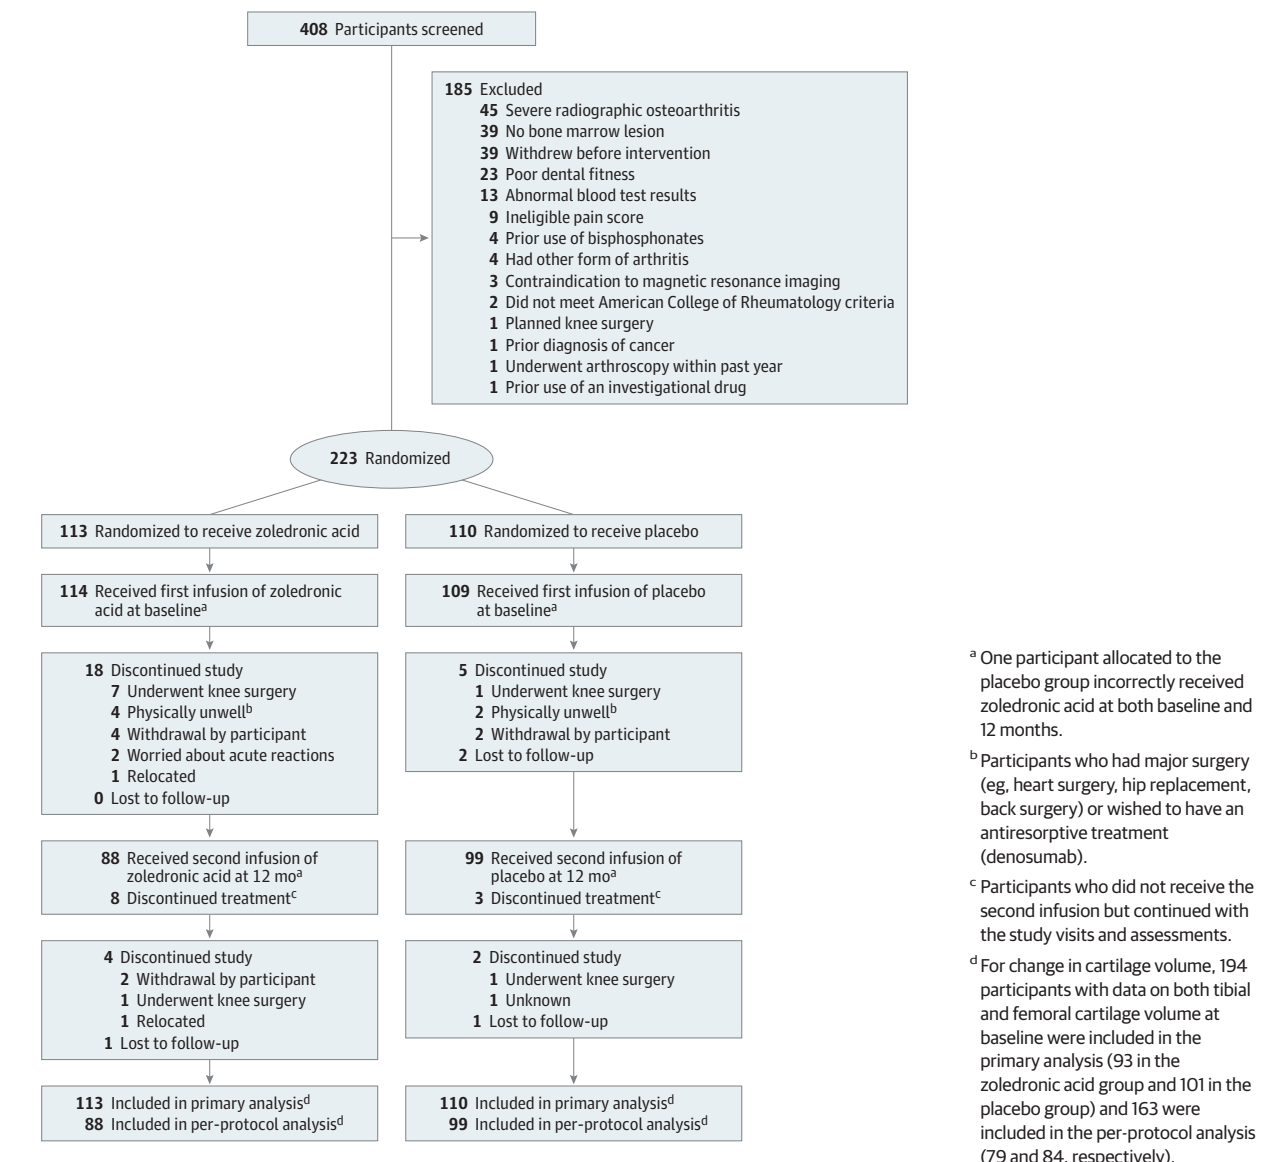 408 Participants screened
185 Excluded
45 Severe radiographic osteoarthritis
39 No bone marrow lesion
39 Withdrew before intervention
23 Poor dental fitness
13 Abnormal blood test results
9 Ineligible pain score
4 Prior use of bisphosphonates
4 Had other form of arthritis
3 Contraindication to magnetic resonance imaging
2 Did not meet American College of Rheumatology criteria
1 Planned knee surgery
1 Prior diagnosis of cancer
1 Underwent arthroscopy within past year
1 Prior use of an investigational drug
223 Randomized
113 Randomized to receive zoledronic acid
114 Received first infusion of zoledronic
acid at baselineᵃ
18 Discontinued study
7 Underwent knee surgery
4 Physically unwellᵇ
4 Withdrawal by participant
2 Worried about acute reactions
1 Relocated
0 Lost to follow-up
88 Received second infusion of
zoledronic acid at 12 moᵃ
8 Discontinued treatmentᶜ
4 Discontinued study
2 Withdrawal by participant
1 Underwent knee surgery
1 Relocated
1 Lost to follow-up
113 Included in primary analysisᵈ
88 Included in per-protocol analysisᵈ
110 Randomized to receive placebo
109 Received first infusion of placebo
at baselineᵃ
5 Discontinued study
1 Underwent knee surgery
2 Physically unwellᵇ
2 Withdrawal by participant
2 Lost to follow-up
99 Received second infusion of
placebo at 12 moᵃ
3 Discontinued treatmentᶜ
2 Discontinued study
1 Underwent knee surgery
1 Unknown
1 Lost to follow-up
110 Included in primary analysisᵈ
99 Included in per-protocol analysisᵈ
ᵃ One participant allocated to the
placebo group incorrectly received
zoledronic acid at both baseline and
12 months.
ᵇ Participants who had major surgery
(eg, heart surgery, hip replacement,
back surgery) or wished to have an
antiresorptive treatment
(denosumab).
ᶜ Participants who did not receive the
second infusion but continued with
the study visits and assessments.
ᵈ For change in cartilage volume, 194
participants with data on both tibial
and femoral cartilage volume at
baseline were included in the
primary analysis (93 in the
zoledronic acid group and 101 in the
placebo group) and 163 were
included in the per-protocol analysis
(79 and 84, respectively).